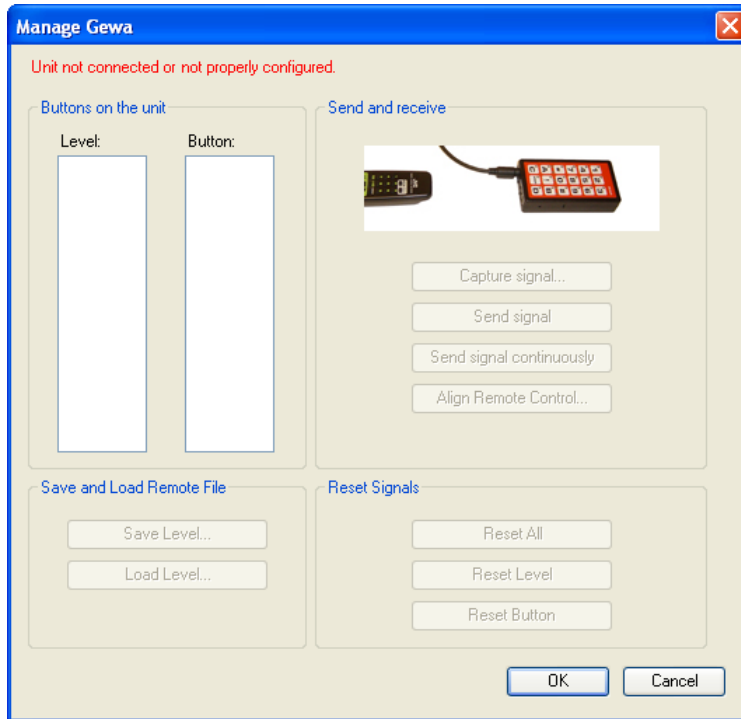 Manage Gewa
Unit not connected or not properly configured.
Buttons on the unit
Level:
Button:
Send and receive
Capture signal...
Send signal
Send signal continuously
Align Remote Control...
Save and Load Remote File
Save Level...
Load Level...
Reset Signals
Reset All
Reset Level
Reset Button
OK
Cancel